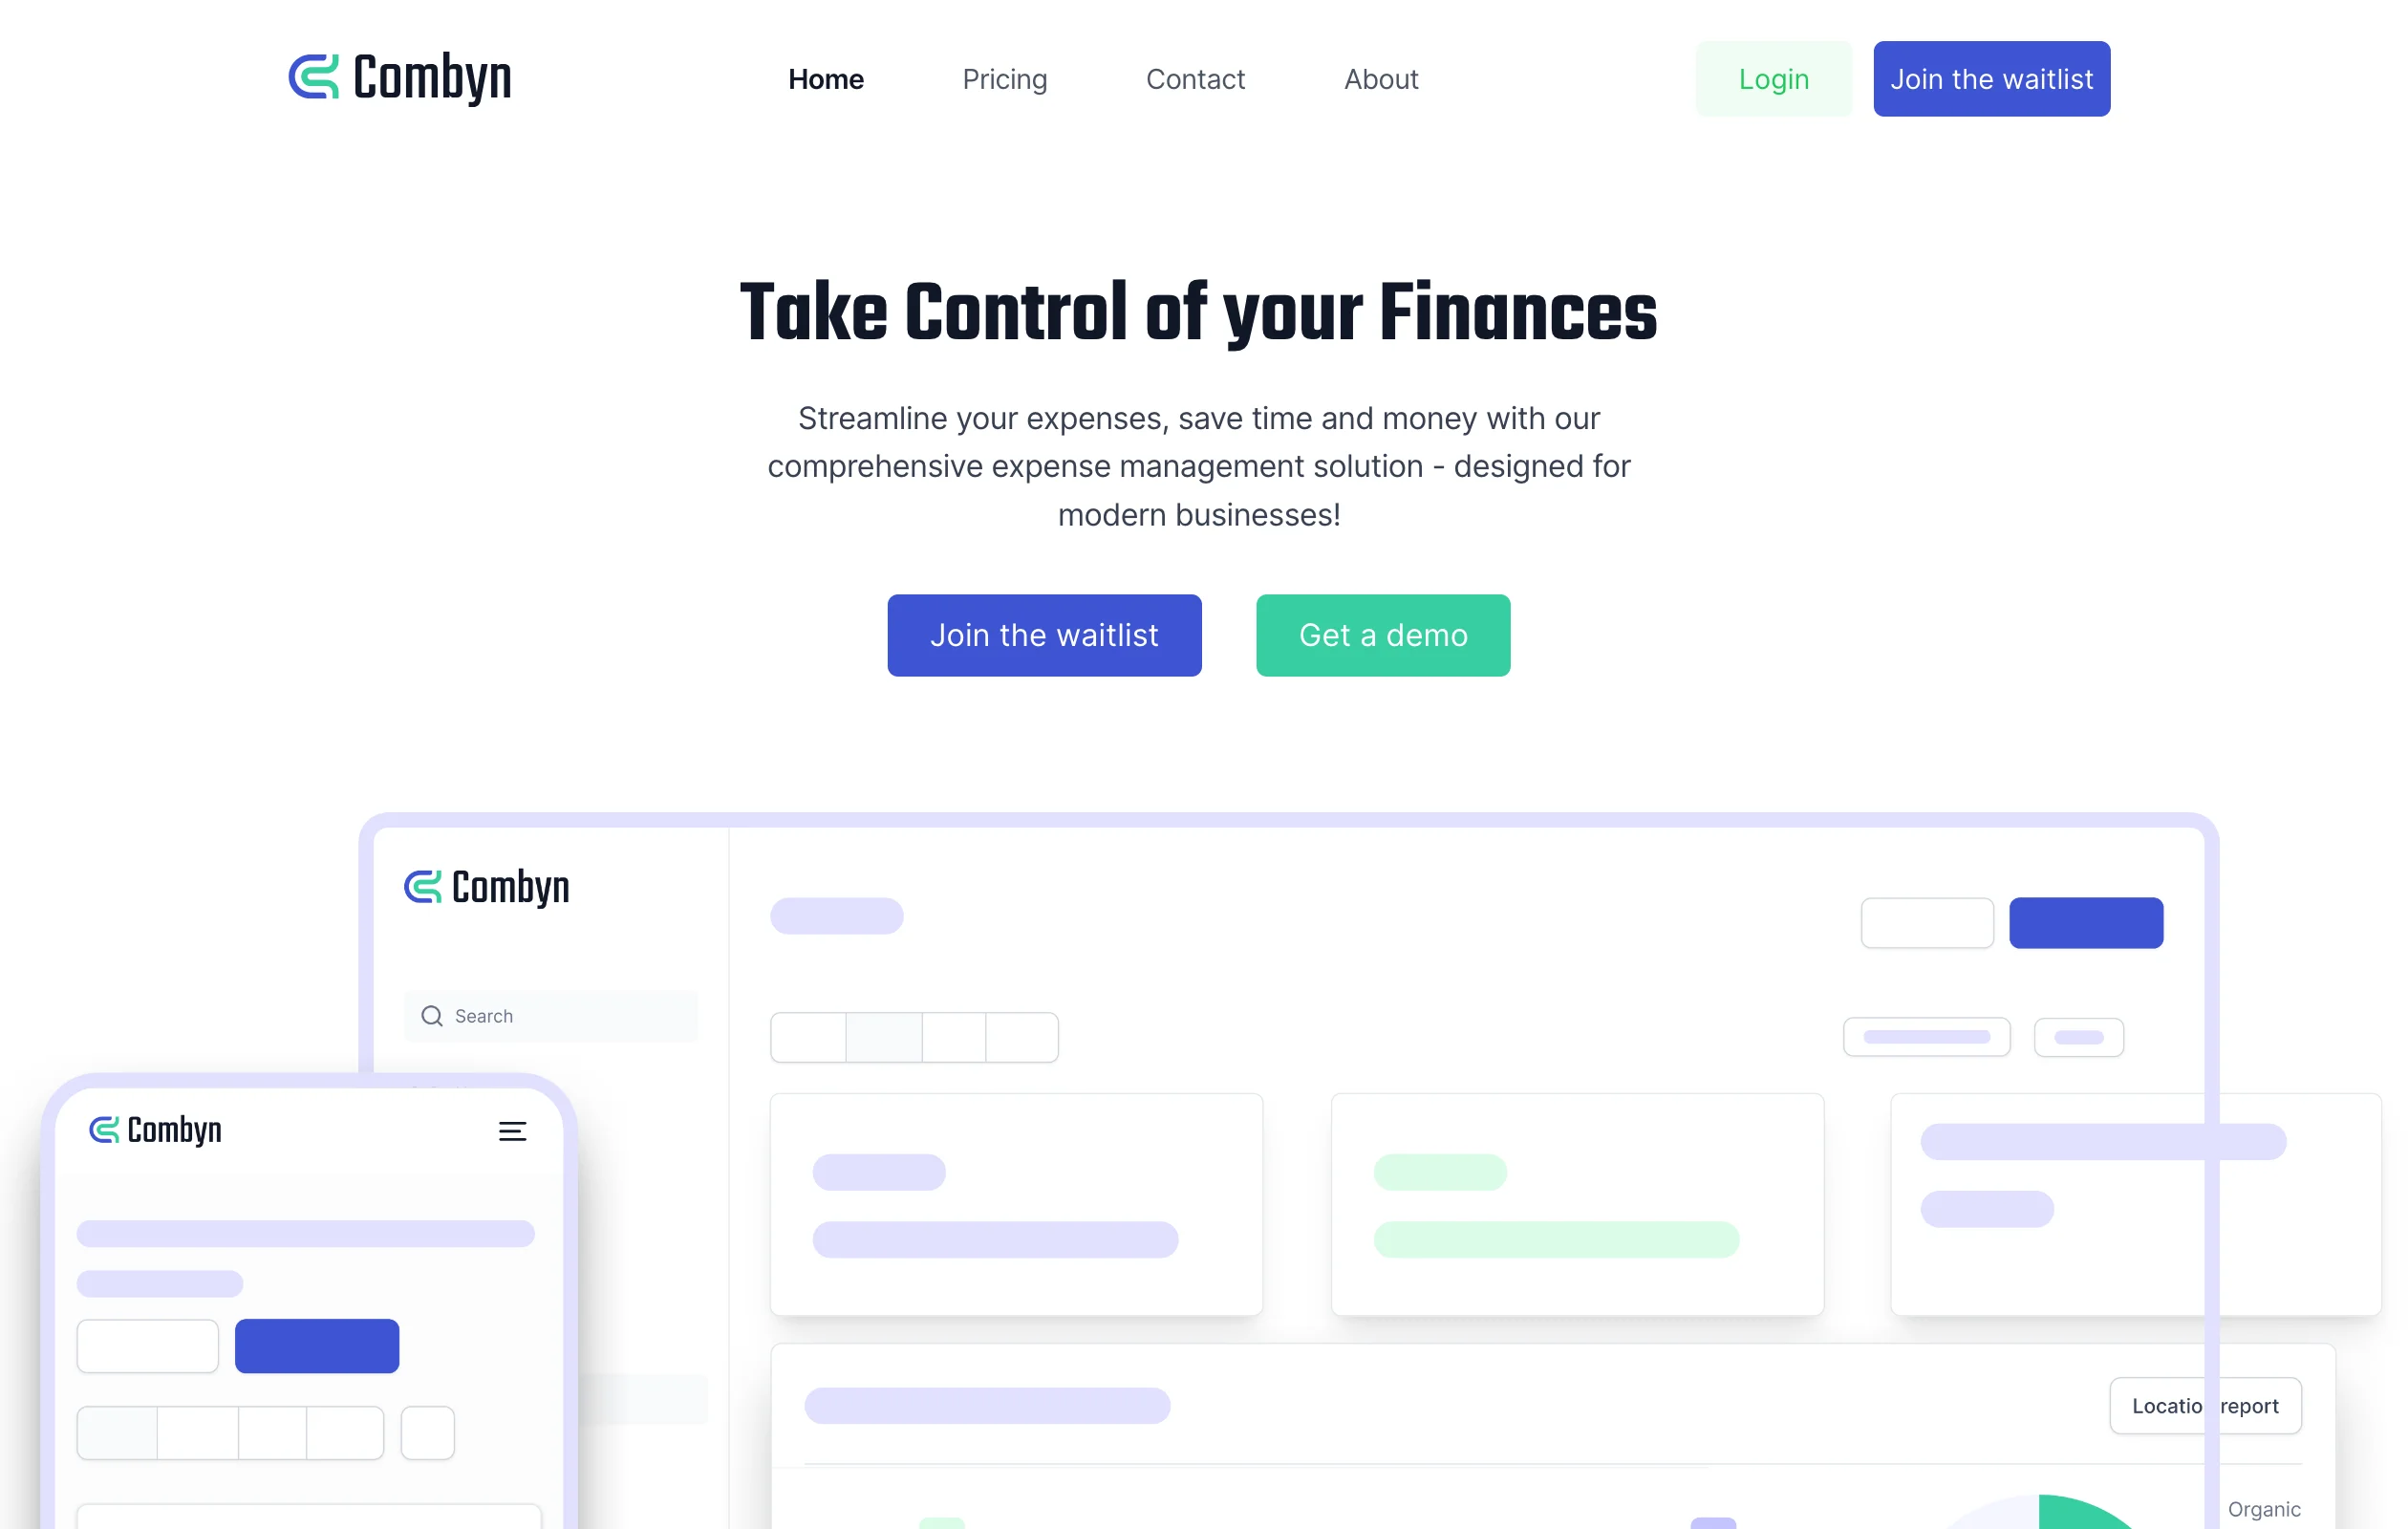 Combyn
Home
Pricing
Contact
About
Login
Join the waitlist
Take Control of your Finances
Streamline your expenses, save time and money with our
comprehensive expense management solution - designed for
modern businesses!
Join the waitlist
Get a demo
Combyn
Search
Combyn
report
Organic